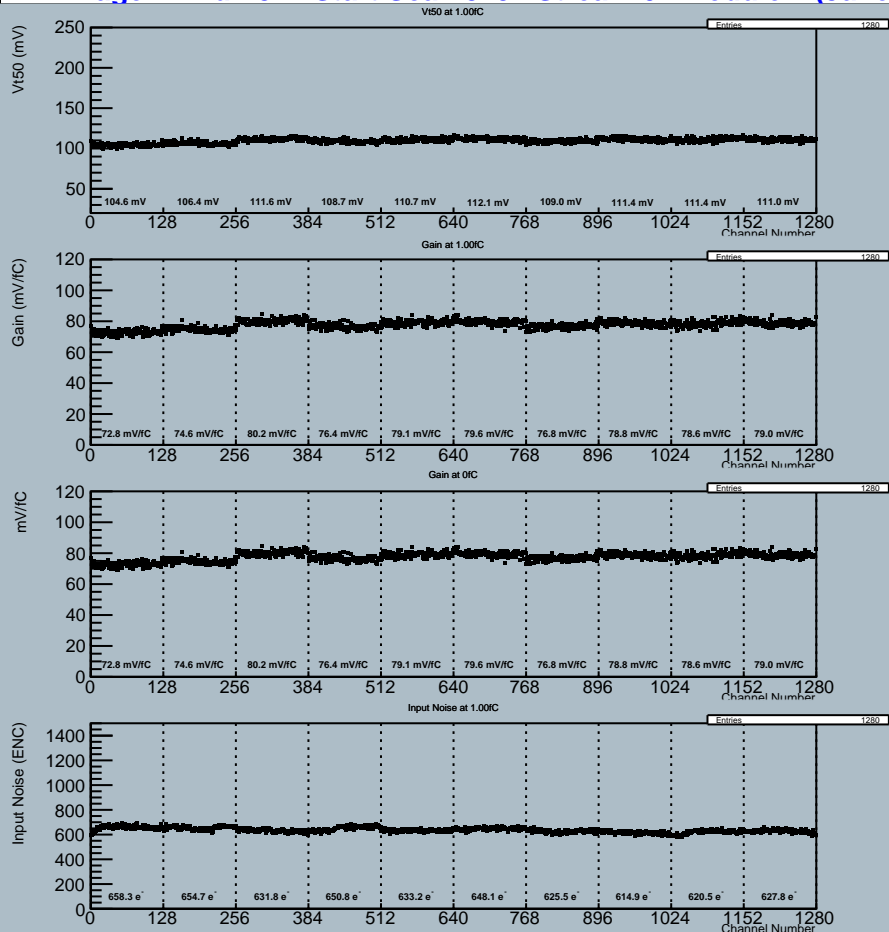 Vt50 at 1.00fC
Entries 1280
Vt50 (mV)
250
200
150
100
50
104.6 mV 106.4 mV 111.6 mV 108.7 mV 110.7 mV 112.1 mV 109.0 mV 111.4 mV 111.4 mV 111.0 mV
0 128 256 384 512 640 768 896 1024 1152 1280
Channel Number
Gain at 1.00fC
Entries 1280
Gain (mV/fC)
120
100
80
60
40
20
0
72.8 mV/fC 74.6 mV/fC 80.2 mV/fC 76.4 mV/fC 79.1 mV/fC 79.6 mV/fC 76.8 mV/fC 78.8 mV/fC 78.6 mV/fC 79.0 mV/fC
0 128 256 384 512 640 768 896 1024 1152 1280
Channel Number
Gain at 0fC
Entries 1280
mV/fC
120
100
80
60
40
20
0
72.8 mV/fC 74.6 mV/fC 80.2 mV/fC 76.4 mV/fC 79.1 mV/fC 79.6 mV/fC 76.8 mV/fC 78.8 mV/fC 78.6 mV/fC 79.0 mV/fC
0 128 256 384 512 640 768 896 1024 1152 1280
Channel Number
Input Noise at 1.00fC
Entries 1280
Input Noise (ENC)
1400
1200
1000
800
600
400
200
0
658.3 e⁻ 654.7 e⁻ 631.8 e⁻ 650.8 e⁻ 633.2 e⁻ 648.1 e⁻ 625.5 e⁻ 614.9 e⁻ 620.5 e⁻ 627.8 e⁻
0 128 256 384 512 640 768 896 1024 1152 1280
Channel Number